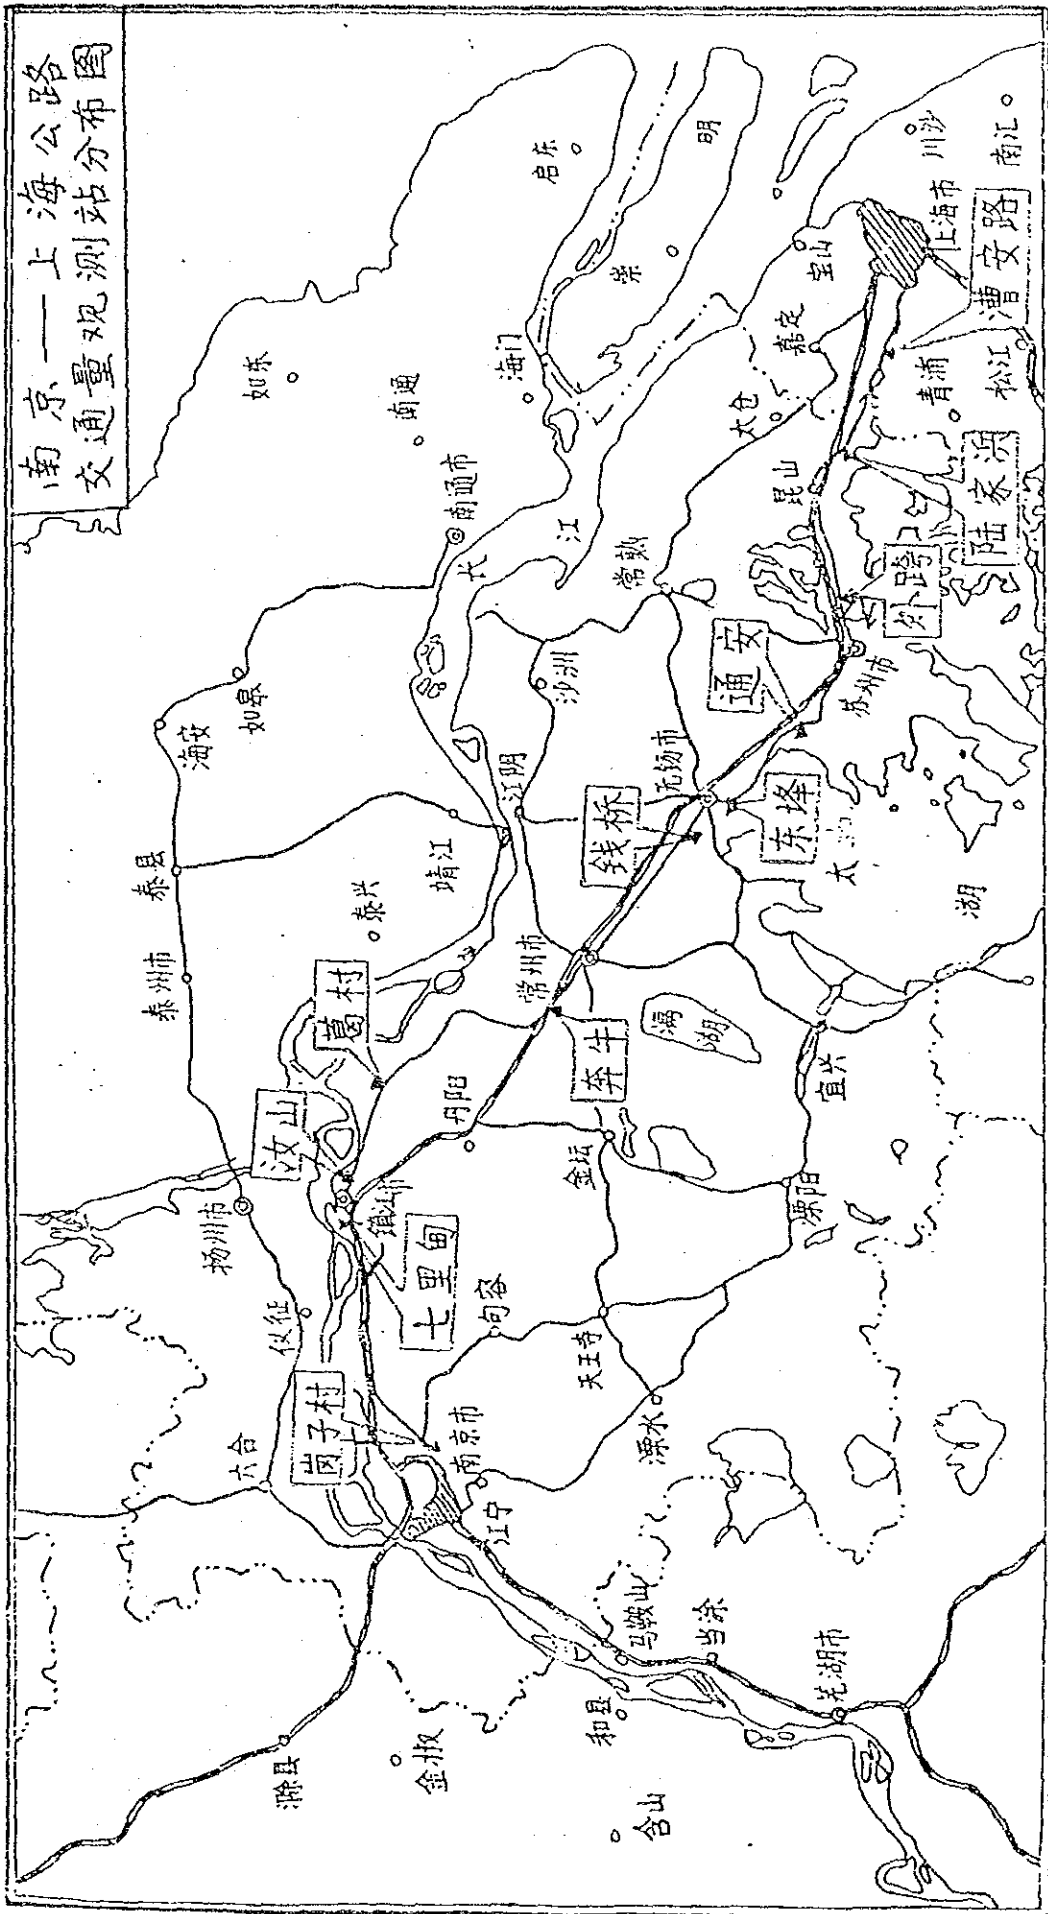 南京——上海公路
交通量观测站分布图
如东
启东
南通
海门
崇
明
南通市
长
江
海安
如皋
泰县
泰州市
泰兴
靖江
江阴
沙洲
常熟
太仓
嘉定
宝山
川沙
南汇
上海市
漕安路
松江
青浦
昆山
陆家浜
外跨
苏州市
通安
无锡市
东垾
钱桥
太
湖
常州市
奔牛
滆湖
宜兴
葛村
汝山
丹阳
金坛
溧阳
扬州市
镇江市
七里甸
仪征
句容
天王寺
溧水
六合
岗子村
南京市
江宁
马鞍山
当涂
芜湖市
和县
含山
滁县
金椒